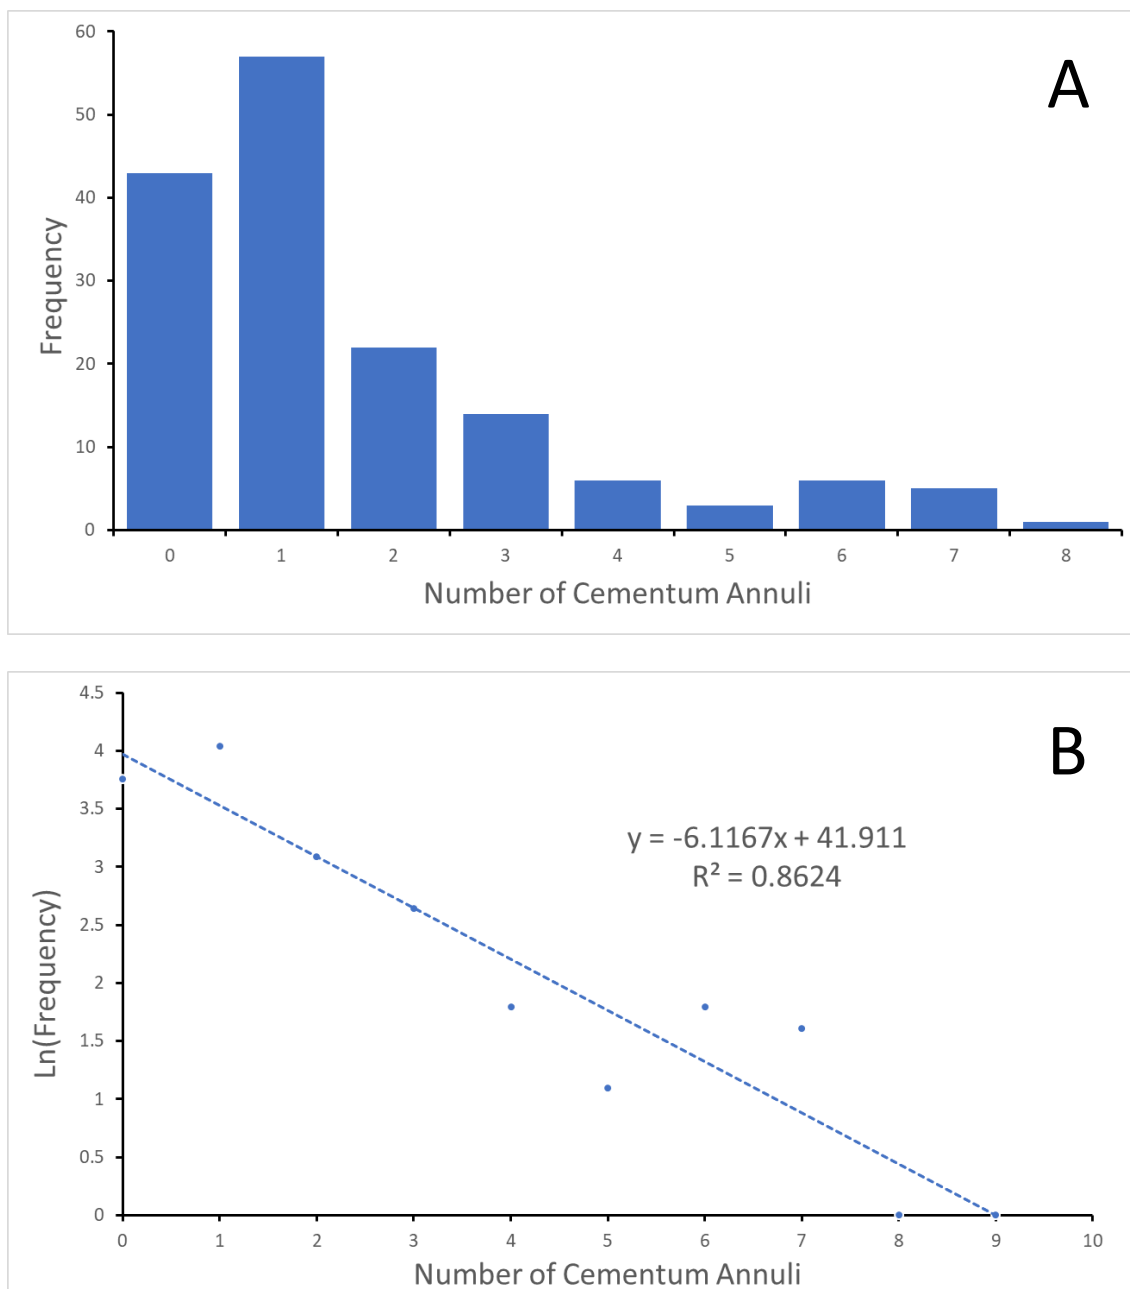 60
A
50
40
30
20
10
0
Frequency
0 1 2 3 4 5 6 7 8
Number of Cementum Annuli
4.5
B
4
3.5
y = -6.1167x + 41.911
R² = 0.8624
3
2.5
2
1.5
1
0.5
0
Ln(Frequency)
0 1 2 3 4 5 6 7 8 9 10
Number of Cementum Annuli